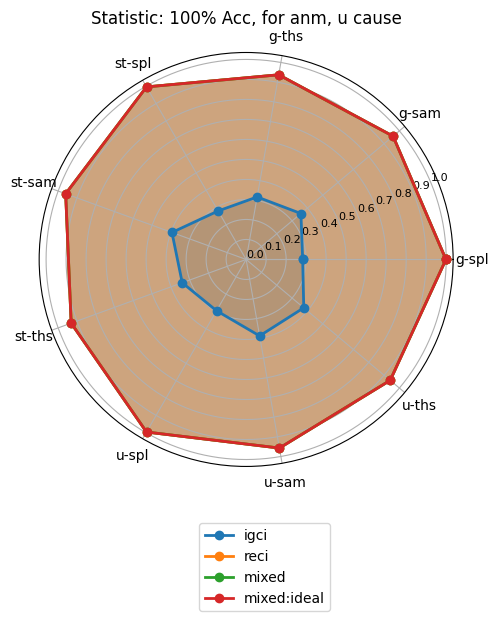 Statistic: 100% Acc, for anm, u cause
g-ths
st-spl
g-sam
st-sam
1.0
0.9
0.8
0.7
0.6
0.5
0.4
0.3
0.2
0.1
0.0
g-spl
st-ths
u-ths
u-spl
u-sam
igci
reci
mixed
mixed:ideal